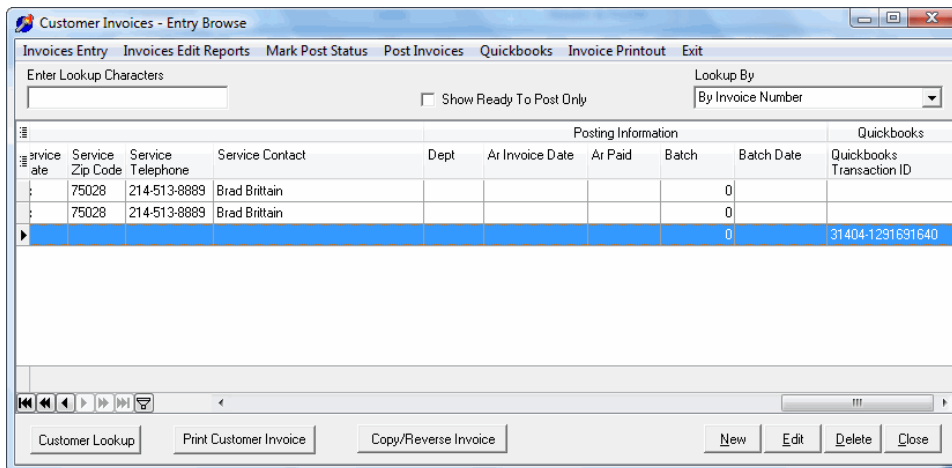 Customer Invoices - Entry Browse
Invoices Entry Invoices Edit Reports Mark Post Status Post Invoices Quickbooks Invoice Printout Exit
Enter Lookup Characters Lookup By
Show Ready To Post Only By Invoice Number
Posting Information Quickbooks
ervice Service Service Service Contact Dept Ar Invoice Date Ar Paid Batch Batch Date Quickbooks
ate Zip Code Telephone Transaction ID
75028 214-513-8889 Brad Brittain 0
75028 214-513-8889 Brad Brittain 0
0 31404-1291691640
Customer Lookup Print Customer Invoice Copy/Reverse Invoice New Edit Delete Close